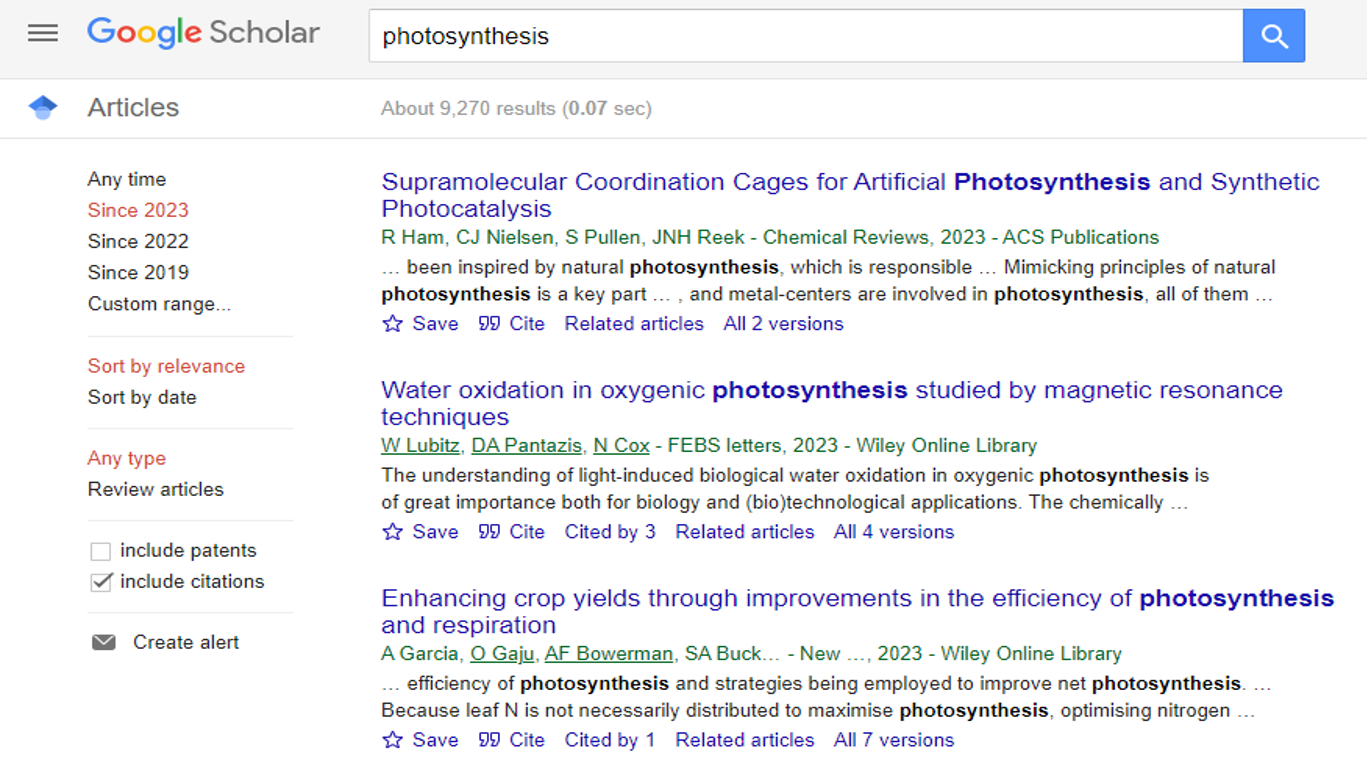 Google Scholar
photosynthesis
Articles
About 9,270 results (0.07 sec)
Any time
Since 2023
Since 2022
Since 2019
Custom range...
Sort by relevance
Sort by date
Any type
Review articles
include patents
include citations
Create alert
Supramolecular Coordination Cages for Artificial Photosynthesis and Synthetic
Photocatalysis
R Ham, CJ Nielsen, S Pullen, JNH Reek - Chemical Reviews, 2023 - ACS Publications
… been inspired by natural photosynthesis, which is responsible … Mimicking principles of natural
photosynthesis is a key part … , and metal-centers are involved in photosynthesis, all of them …
Save Cite Related articles All 2 versions
Water oxidation in oxygenic photosynthesis studied by magnetic resonance
techniques
W Lubitz, DA Pantazis, N Cox - FEBS letters, 2023 - Wiley Online Library
The understanding of light-induced biological water oxidation in oxygenic photosynthesis is
of great importance both for biology and (bio)technological applications. The chemically …
Save Cite Cited by 3 Related articles All 4 versions
Enhancing crop yields through improvements in the efficiency of photosynthesis
and respiration
A Garcia, O Gaju, AF Bowerman, SA Buck… - New …, 2023 - Wiley Online Library
… efficiency of photosynthesis and strategies being employed to improve net photosynthesis. …
Because leaf N is not necessarily distributed to maximise photosynthesis, optimising nitrogen …
Save Cite Cited by 1 Related articles All 7 versions